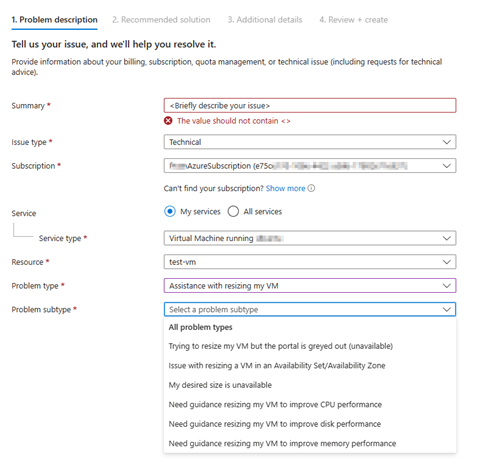 1. Problem description 2. Recommended solution 3. Additional details 4. Review + create
Tell us your issue, and we'll help you resolve it.
Provide information about your billing, subscription, quota management, or technical issue (including requests for technical
advice).
Summary * <Briefly describe your issue>
The value should not contain <>
Issue type * Technical
Subscription * AzureSubscription (e75c
Can't find your subscription? Show more
Service My services All services
Service type * Virtual Machine running
Resource * test-vm
Problem type * Assistance with resizing my VM
Problem subtype * Select a problem subtype
All problem types
Trying to resize my VM but the portal is greyed out (unavailable)
Issue with resizing a VM in an Availability Set/Availability Zone
My desired size is unavailable
Need guidance resizing my VM to improve CPU performance
Need guidance resizing my VM to improve disk performance
Need guidance resizing my VM to improve memory performance